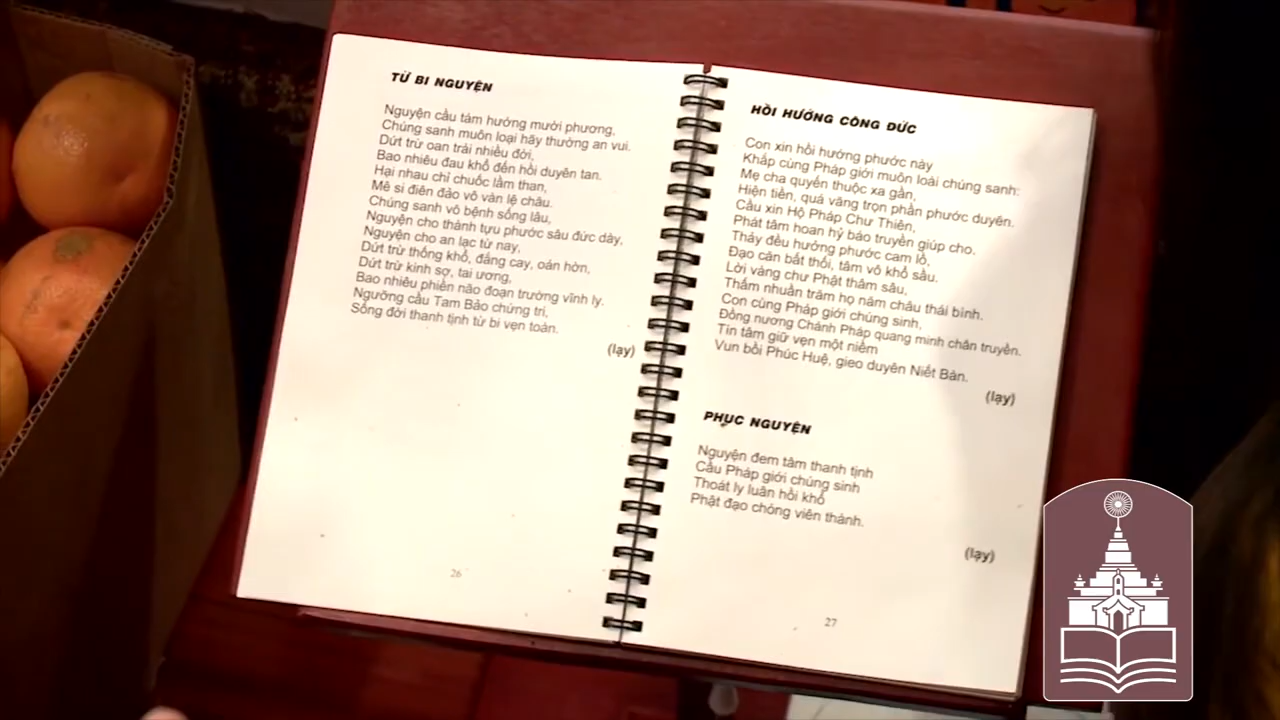 TỪ BI NGUYỆN
Nguyện cầu tám hướng mười phương,
Chúng sanh muôn loại hãy thường an vui.
Dứt trừ oan trái nhiều đời,
Bao nhiêu đau khổ đến hồi duyên tan.
Hại nhau chỉ chuốc lầm than,
Mê si điên đảo vô vàn lệ châu.
Chúng sanh vô bệnh sống lâu,
Nguyện cho thành tựu phước sâu đức dày,
Nguyện cho an lạc từ nay,
Dứt trừ thống khổ, đắng cay, oán hờn,
Dứt trừ kinh sợ, tai ương,
Bao nhiêu phiền não đoạn trường vĩnh ly.
Ngưỡng cầu Tam Bảo chứng tri,
Sống đời thanh tịnh từ bi vẹn toàn.
(lạy)
26
HỒI HƯỚNG CÔNG ĐỨC
Con xin hồi hướng phước này
Khắp cùng Pháp giới muôn loài chúng sanh:
Mẹ cha quyến thuộc xa gần,
Hiện tiền, quá vãng trọn phần phước duyên.
Cầu xin Hộ Pháp Chư Thiên,
Phát tâm hoan hỷ bảo truyền giúp cho.
Thảy đều hưởng phước cam lồ,
Đạo căn bất thối, tâm vô khổ sầu.
Lời vàng chư Phật thâm sâu,
Thấm nhuần trăm họ năm châu thái bình.
Con cùng Pháp giới chúng sinh,
Đồng nương Chánh Pháp quang minh chân truyền.
Tín tâm giữ vẹn một niềm
Vun bồi Phúc Huệ, gieo duyên Niết Bàn.
(lạy)
PHỤC NGUYỆN
Nguyện đem tâm thanh tịnh
Cầu Pháp giới chúng sinh
Thoát ly luân hồi khổ
Phật đạo chóng viên thành.
(lạy)
27